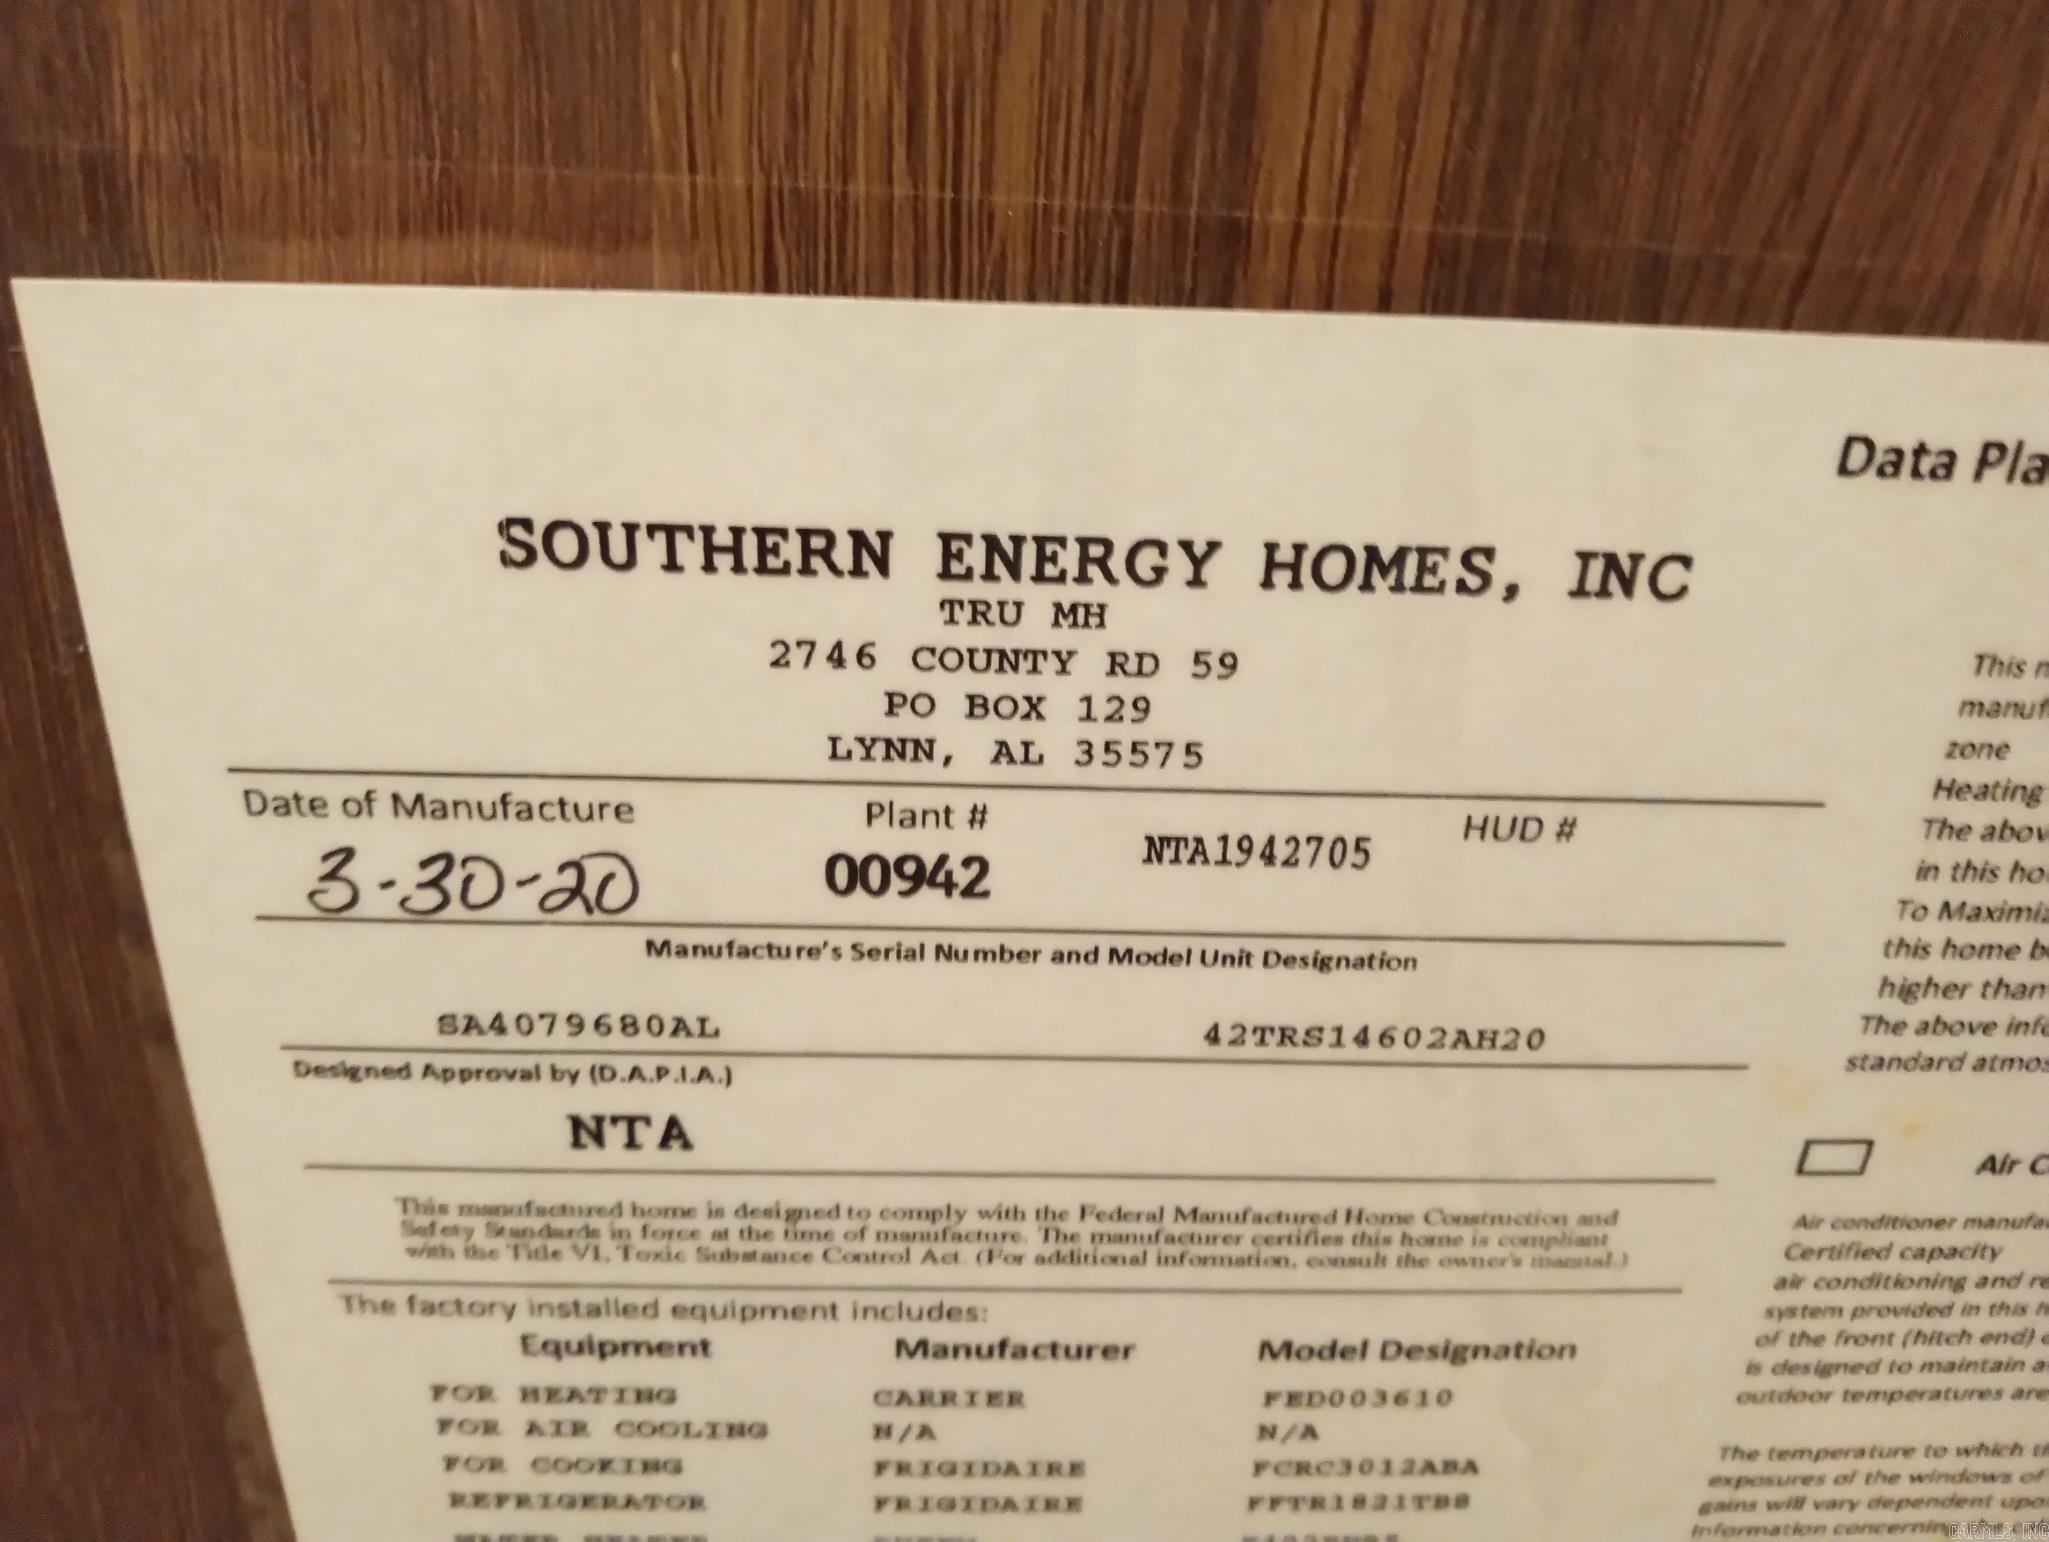 Data Pla
SOUTHERN ENERGY HOMES, INC
TRU MH
2746 COUNTY RD 59
PO BOX 129
LYNN, AL 35575
Date of Manufacture Plant # HUD #
3-30-20 00942 NTA1942705
Manufacture's Serial Number and Model Unit Designation
SA4079680AL 42TRS14602AH20
Designed Approval by (D.A.P.I.A.)
NTA
This manufactured home is designed to comply with the Federal Manufactured Home Construction and
Safety Standards in force at the time of manufacture. The manufacturer certifies this home is compliant
with the Title VI, Toxic Substance Control Act. (For additional information, consult the owner's manual.)
The factory installed equipment includes:
Equipment Manufacturer Model Designation
FOR HEATING CARRIER FED003610
FOR AIR COOLING N/A N/A
FOR COOKING FRIGIDAIRE FCRC3012ABA
REFRIGERATOR FRIGIDAIRE FFTR1821TBB
This
manuf
zone
Heating
The abov
in this ho
To Maximiz
this home b
higher than
The above info
standard atmos
Air C
Air conditioner manufa
Certified capacity
air conditioning and re
system provided in this h
of the front (hitch end)
is designed to maintain a
outdoor temperatures are
The temperature to which th
exposures of the windows of
gains will vary dependent upo
Information concerning
CARMLS, INC